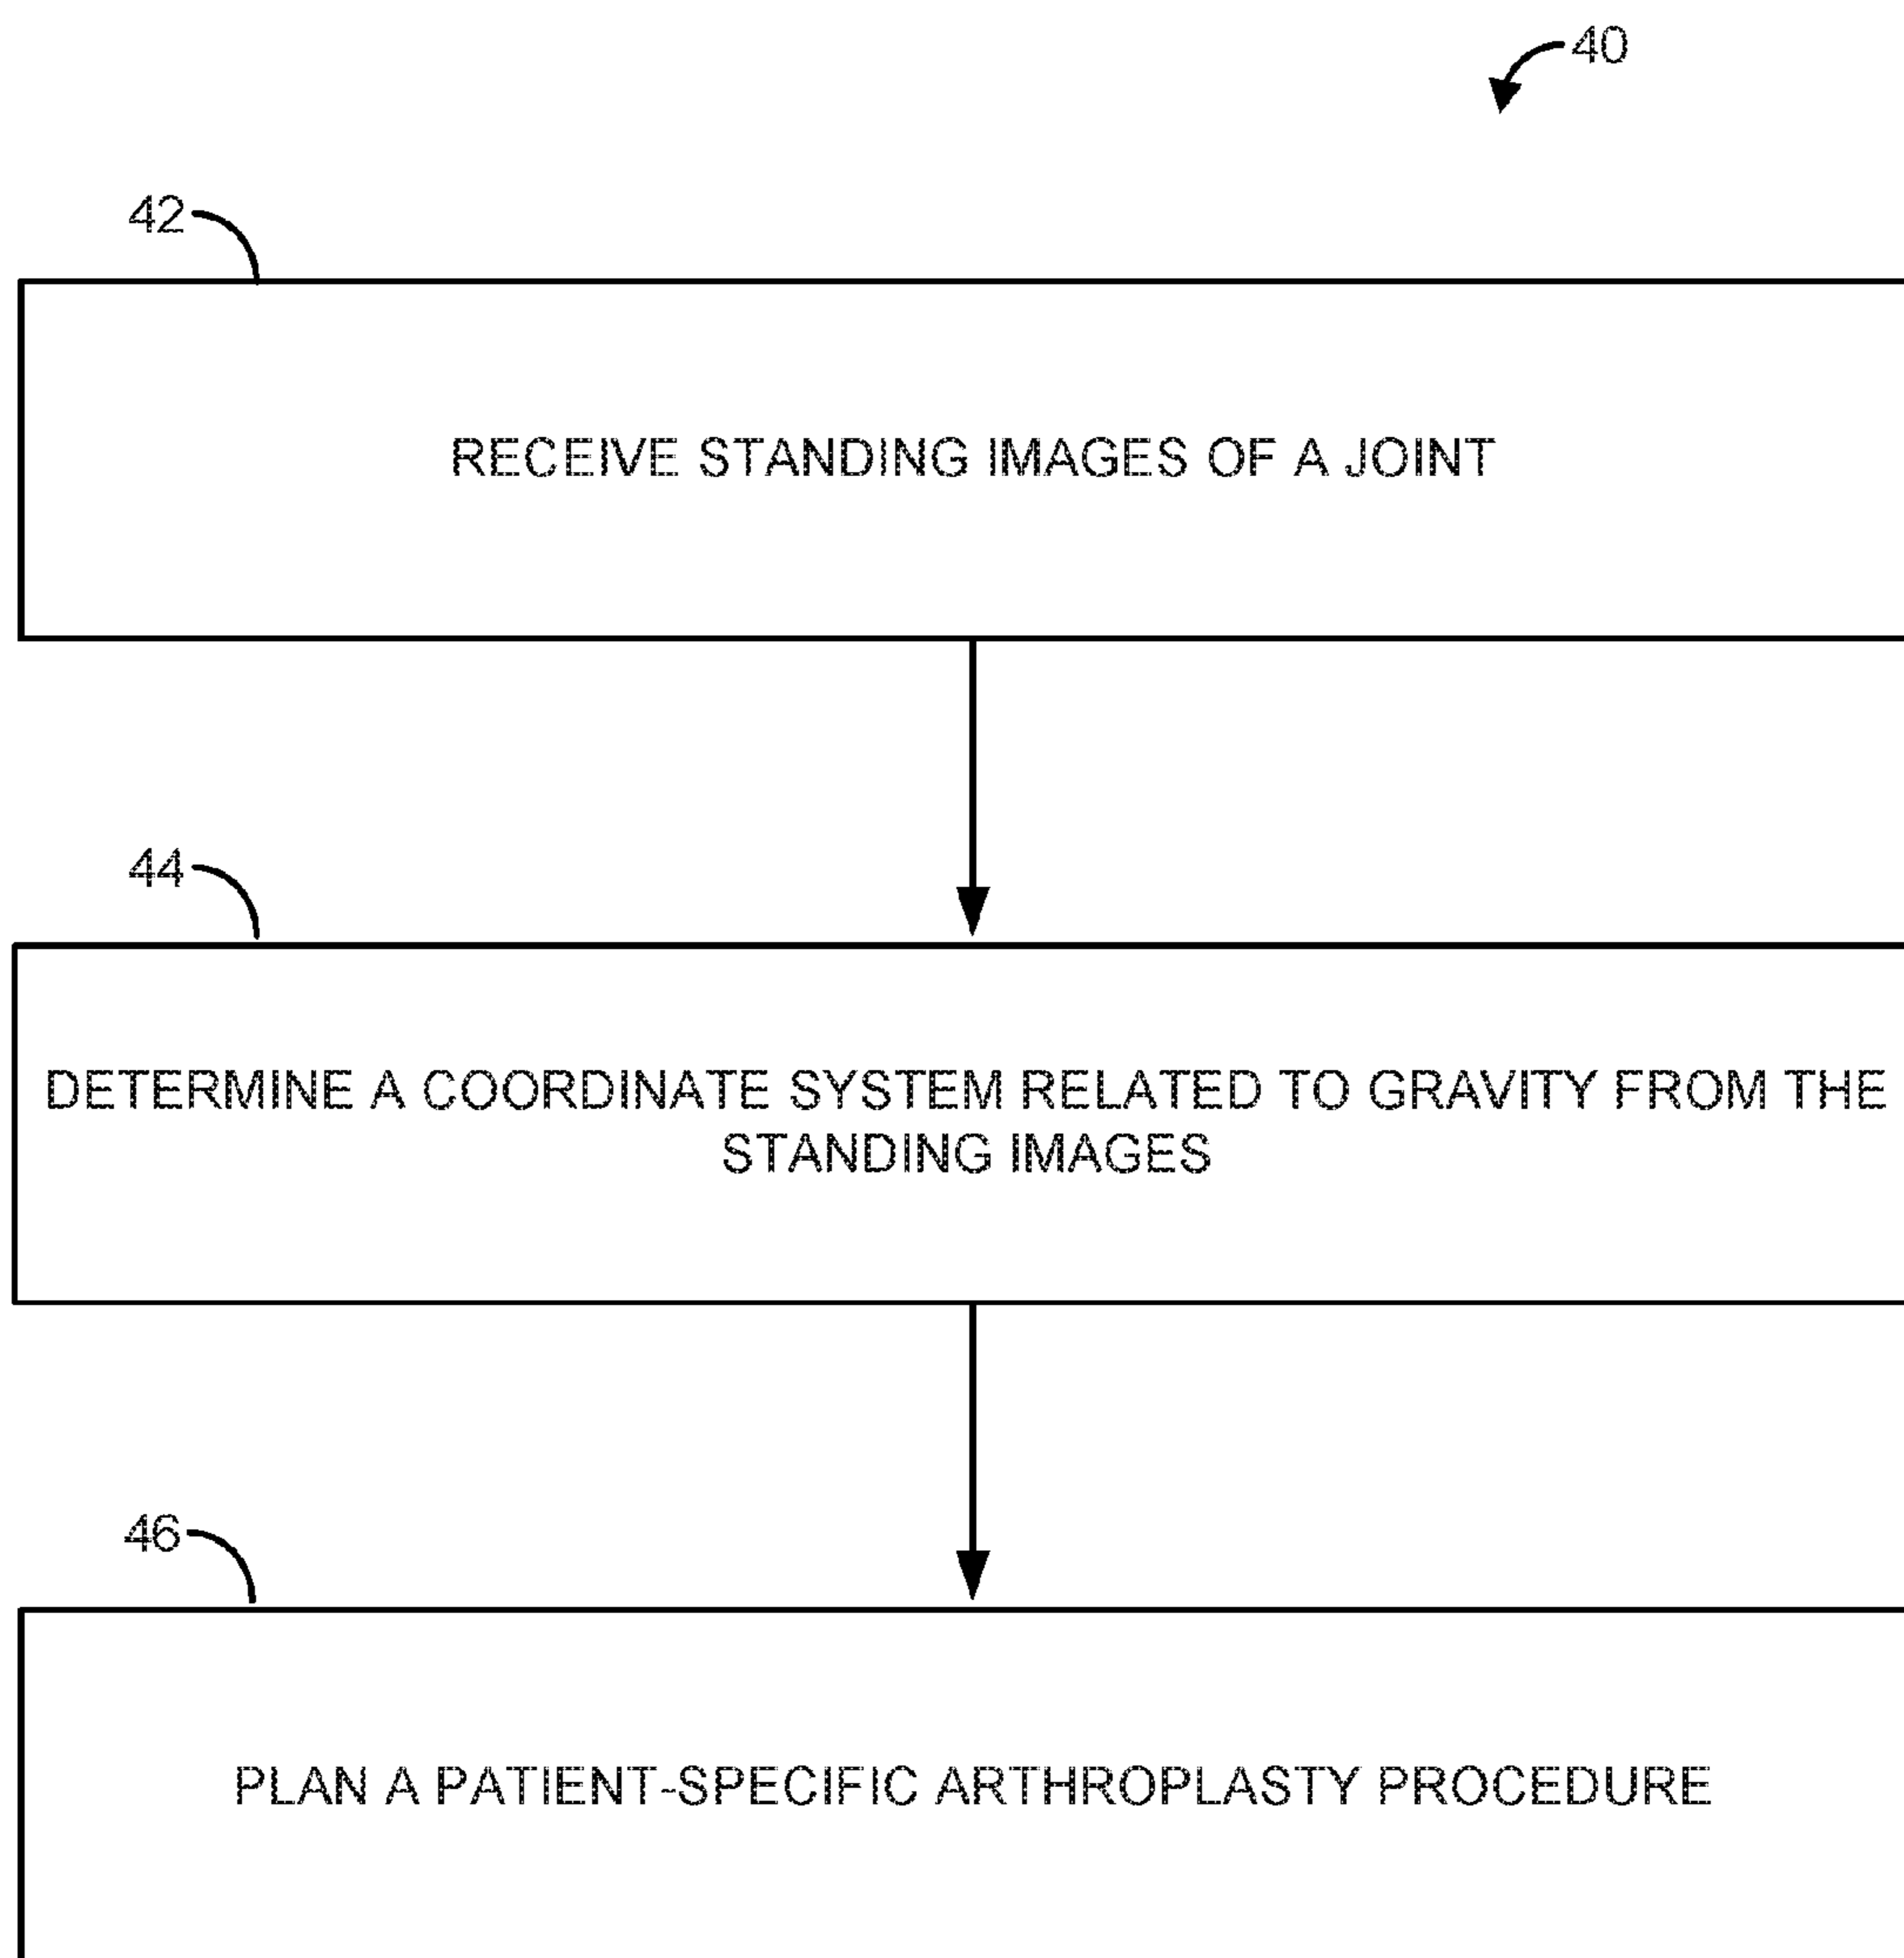 40
42
RECEIVE STANDING IMAGES OF A JOINT
44
DETERMINE A COORDINATE SYSTEM RELATED TO GRAVITY FROM THE
STANDING IMAGES
46
PLAN A PATIENT-SPECIFIC ARTHROPLASTY PROCEDURE